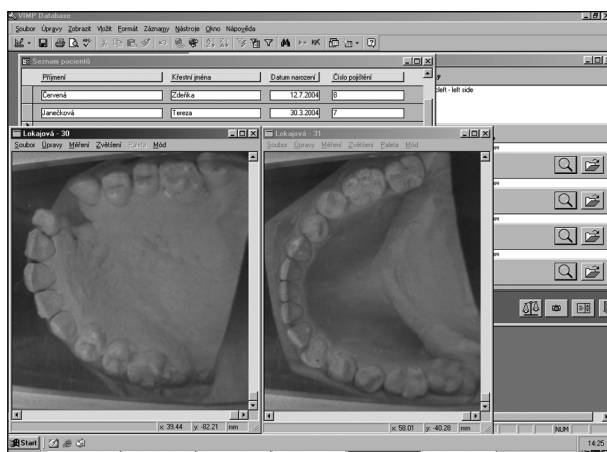 VIMP Database
Soubor Úpravy Zobrazit Vložit Formát Záznamy Nástroje Okno Nápověda
Seznam pacientů
Příjmení Křestní jména Datum narození Číslo pojištění
Červená Zdeňka 12.7.2004 8
Janečková Tereza 30.3.2004 7
cleft - left side
Lokajová - 30
Soubor Úpravy Měření Zvětšení Paleta Mód
x 39.44 y -82.21 mm
Lokajová - 31
Soubor Úpravy Měření Zvětšení Paleta Mód
x 58.01 y -40.28 mm
NUM
Start
14:25